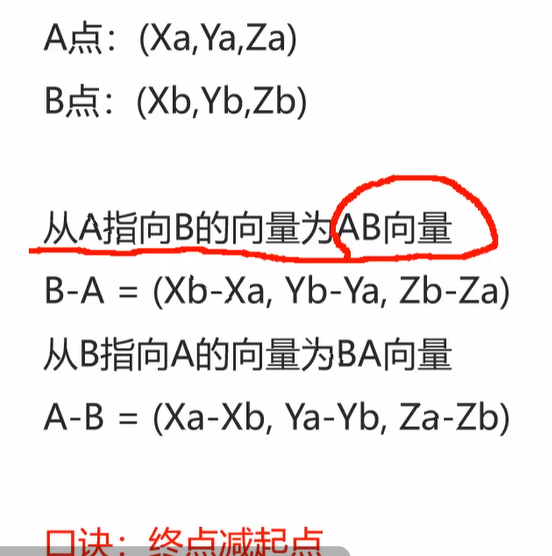 A点：(Xa,Ya,Za)
B点：(Xb,Yb,Zb)
从A指向B的向量为AB向量
B-A = (Xb-Xa, Yb-Ya, Zb-Za)
从B指向A的向量为BA向量
A-B = (Xa-Xb, Ya-Yb, Za-Zb)
口诀：终点减起点